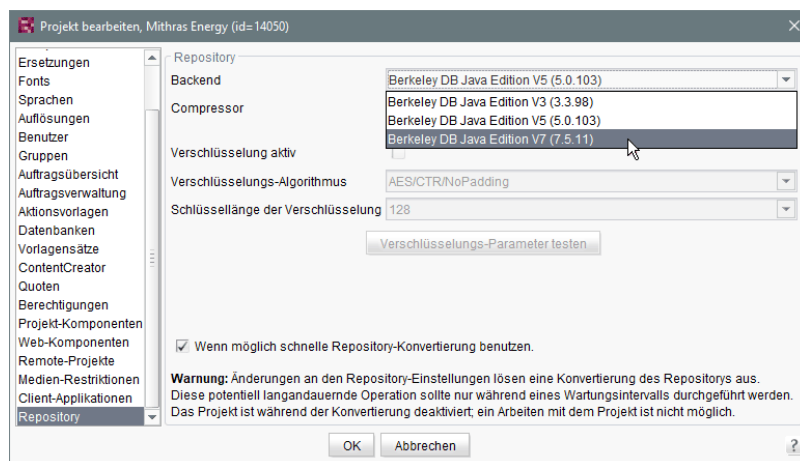 Projekt bearbeiten, Mithras Energy (id=14050)
Ersetzungen
Fonts
Sprachen
Auflösungen
Benutzer
Gruppen
Auftragsübersicht
Auftragsverwaltung
Aktionsvorlagen
Datenbanken
Vorlagensätze
ContentCreator
Quoten
Berechtigungen
Projekt-Komponenten
Web-Komponenten
Remote-Projekte
Medien-Restriktionen
Client-Applikationen
Repository
Repository
Backend
Berkeley DB Java Edition V5 (5.0.103)
Berkeley DB Java Edition V3 (3.3.98)
Berkeley DB Java Edition V5 (5.0.103)
Berkeley DB Java Edition V7 (7.5.11)
Compressor
Verschlüsselung aktiv
Verschlüsselungs-Algorithmus
AES/CTR/NoPadding
Schlüssellänge der Verschlüsselung
128
Verschlüsselungs-Parameter testen
Wenn möglich schnelle Repository-Konvertierung benutzen.
Warnung: Änderungen an den Repository-Einstellungen lösen eine Konvertierung des Repositorys aus.
Diese potentiell langandauernde Operation sollte nur während eines Wartungsintervalls durchgeführt werden.
Das Projekt ist während der Konvertierung deaktiviert; ein Arbeiten mit dem Projekt ist nicht möglich.
OK
Abbrechen
?